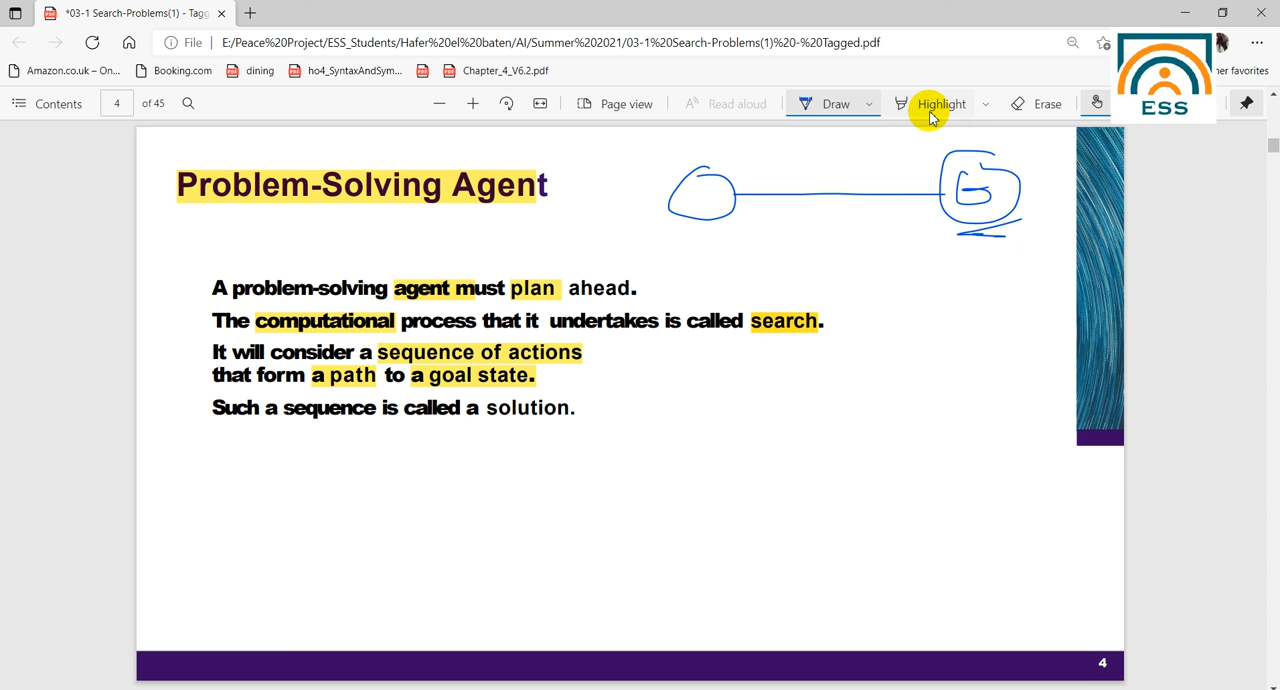 *03-1 Search-Problems(1) - Tagg
File
E:/Peace%20Project/ESS_Students/Hafer%20el%20baten/AI/Summer%202021/03-1%20Search-Problems(1)%20-%20Tagged.pdf
Amazon.co.uk – On...
Booking.com
dining
ho4_SyntaxAndSym...
Chapter_4_V6.2.pdf
her favorites
Contents
4
of 45
Page view
Read aloud
Draw
Highlight
Erase
ESS
Problem-Solving Agent
G
A problem-solving agent must plan ahead.
The computational process that it undertakes is called search.
It will consider a sequence of actions
that form a path to a goal state.
Such a sequence is called a solution.
4